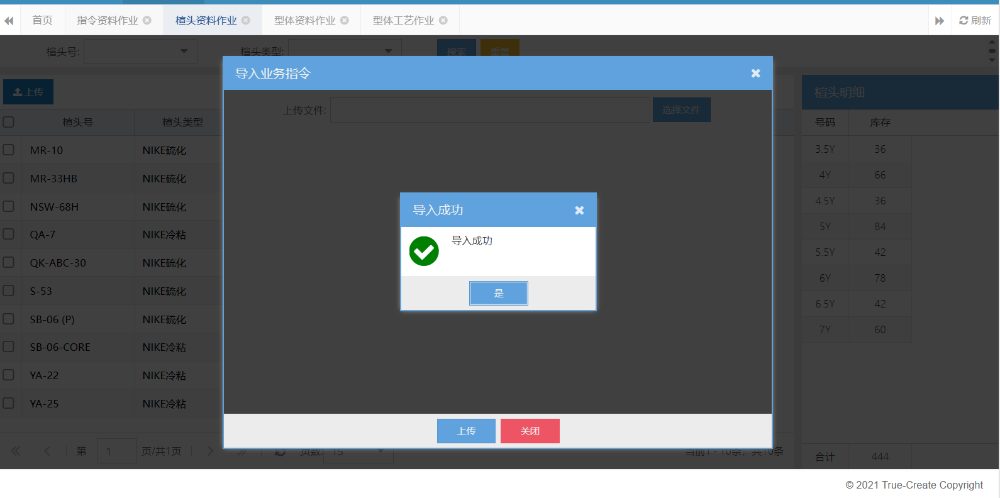 首页 指令资料作业 楦头资料作业 型体资料作业 型体工艺作业 刷新
楦头号: 楦头类型: 搜索 重置
导入业务指令
上传 楦头明细
上传文件: 选择文件
楦头号 楦头类型 号码 库存
MR-10 NIKE硫化 3.5Y 36
MR-33HB NIKE硫化 4Y 66
NSW-68H NIKE硫化 4.5Y 36
导入成功
QA-7 NIKE冷粘 5Y 84
导入成功
QK-ABC-30 NIKE硫化 5.5Y 42
S-53 NIKE硫化 6Y 78
是
SB-06 (P) NIKE硫化 6.5Y 42
SB-06-CORE NIKE冷粘 7Y 60
YA-22 NIKE冷粘
YA-25 NIKE冷粘
上传 关闭
第 1 页/共1页 页数: 15 当前1 - 10条，共10条 合计 444
© 2021 True-Create Copyright